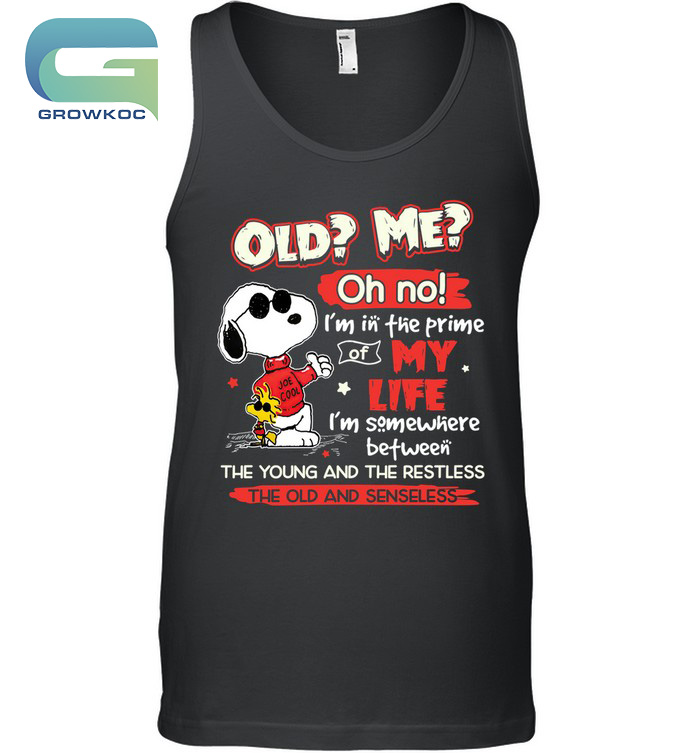 GROWKOC
OLD? ME?
Oh no!
I'm in the prime
of MY
LIFE
JOE
COOL
I'm somewhere
between
THE YOUNG AND THE RESTLESS
THE OLD AND SENSELESS